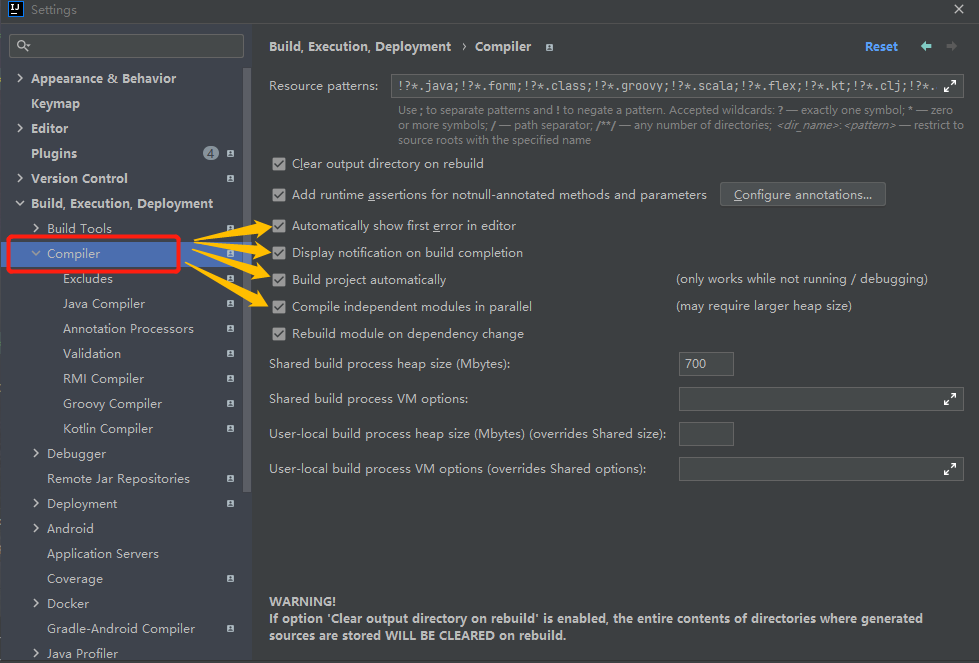 IJ
Settings
Build, Execution, Deployment › Compiler
Reset
Appearance & Behavior
Keymap
Editor
Plugins
4
Version Control
Build, Execution, Deployment
Build Tools
Compiler
Excludes
Java Compiler
Annotation Processors
Validation
RMI Compiler
Groovy Compiler
Kotlin Compiler
Debugger
Remote Jar Repositories
Deployment
Android
Application Servers
Coverage
Docker
Gradle-Android Compiler
Java Profiler
Resource patterns: !?*.java;!?*.form;!?*.class;!?*.groovy;!?*.scala;!?*.flex;!?*.kt;!?*.clj;!?*.
Use ; to separate patterns and ! to negate a pattern. Accepted wildcards: ? — exactly one symbol; * — zero
or more symbols; / — path separator; /**/ — any number of directories; <dir_name>:<pattern> — restrict to
source roots with the specified name
Clear output directory on rebuild
Add runtime assertions for notnull-annotated methods and parameters
Configure annotations...
Automatically show first error in editor
Display notification on build completion
Build project automatically (only works while not running / debugging)
Compile independent modules in parallel (may require larger heap size)
Rebuild module on dependency change
Shared build process heap size (Mbytes): 700
Shared build process VM options:
User-local build process heap size (Mbytes) (overrides Shared size):
User-local build process VM options (overrides Shared options):
WARNING!
If option 'Clear output directory on rebuild' is enabled, the entire contents of directories where generated
sources are stored WILL BE CLEARED on rebuild.